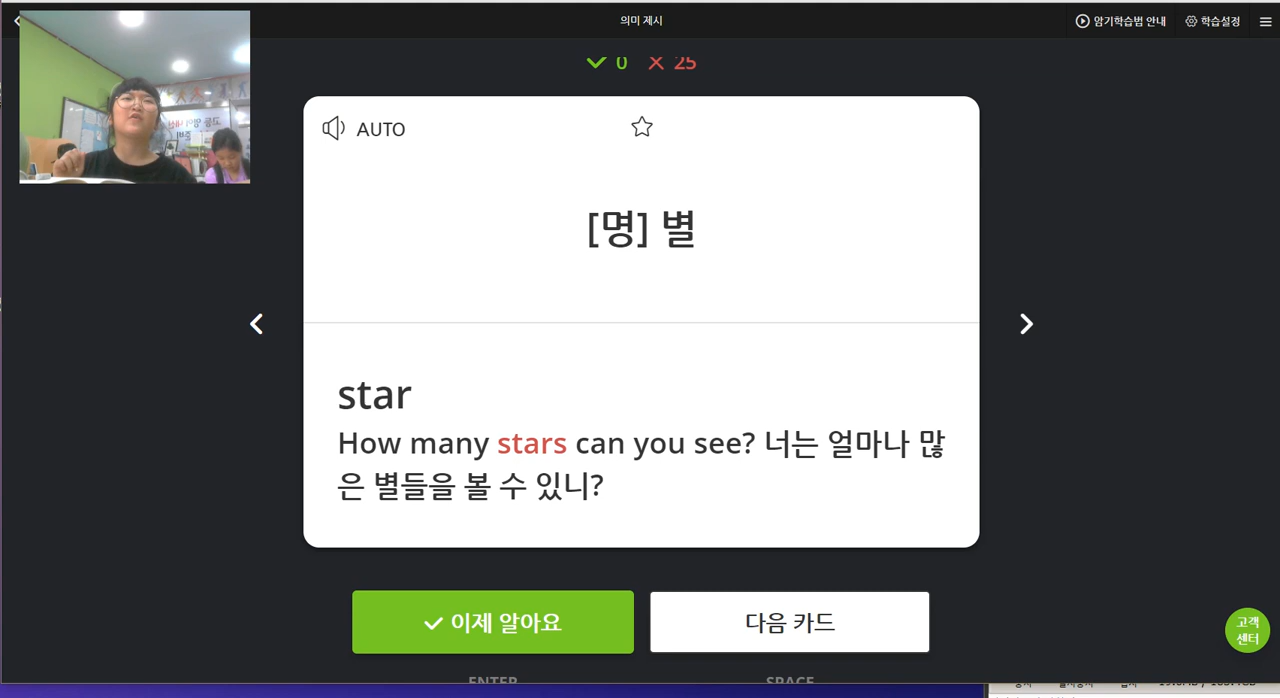 의미 제시
암기학습법 안내
학습설정
0 25
AUTO
[명] 별
star
How many stars can you see? 너는 얼마나 많
은 별들을 볼 수 있니?
이제 알아요
다음 카드
고객
센터
ENTER
SPACE